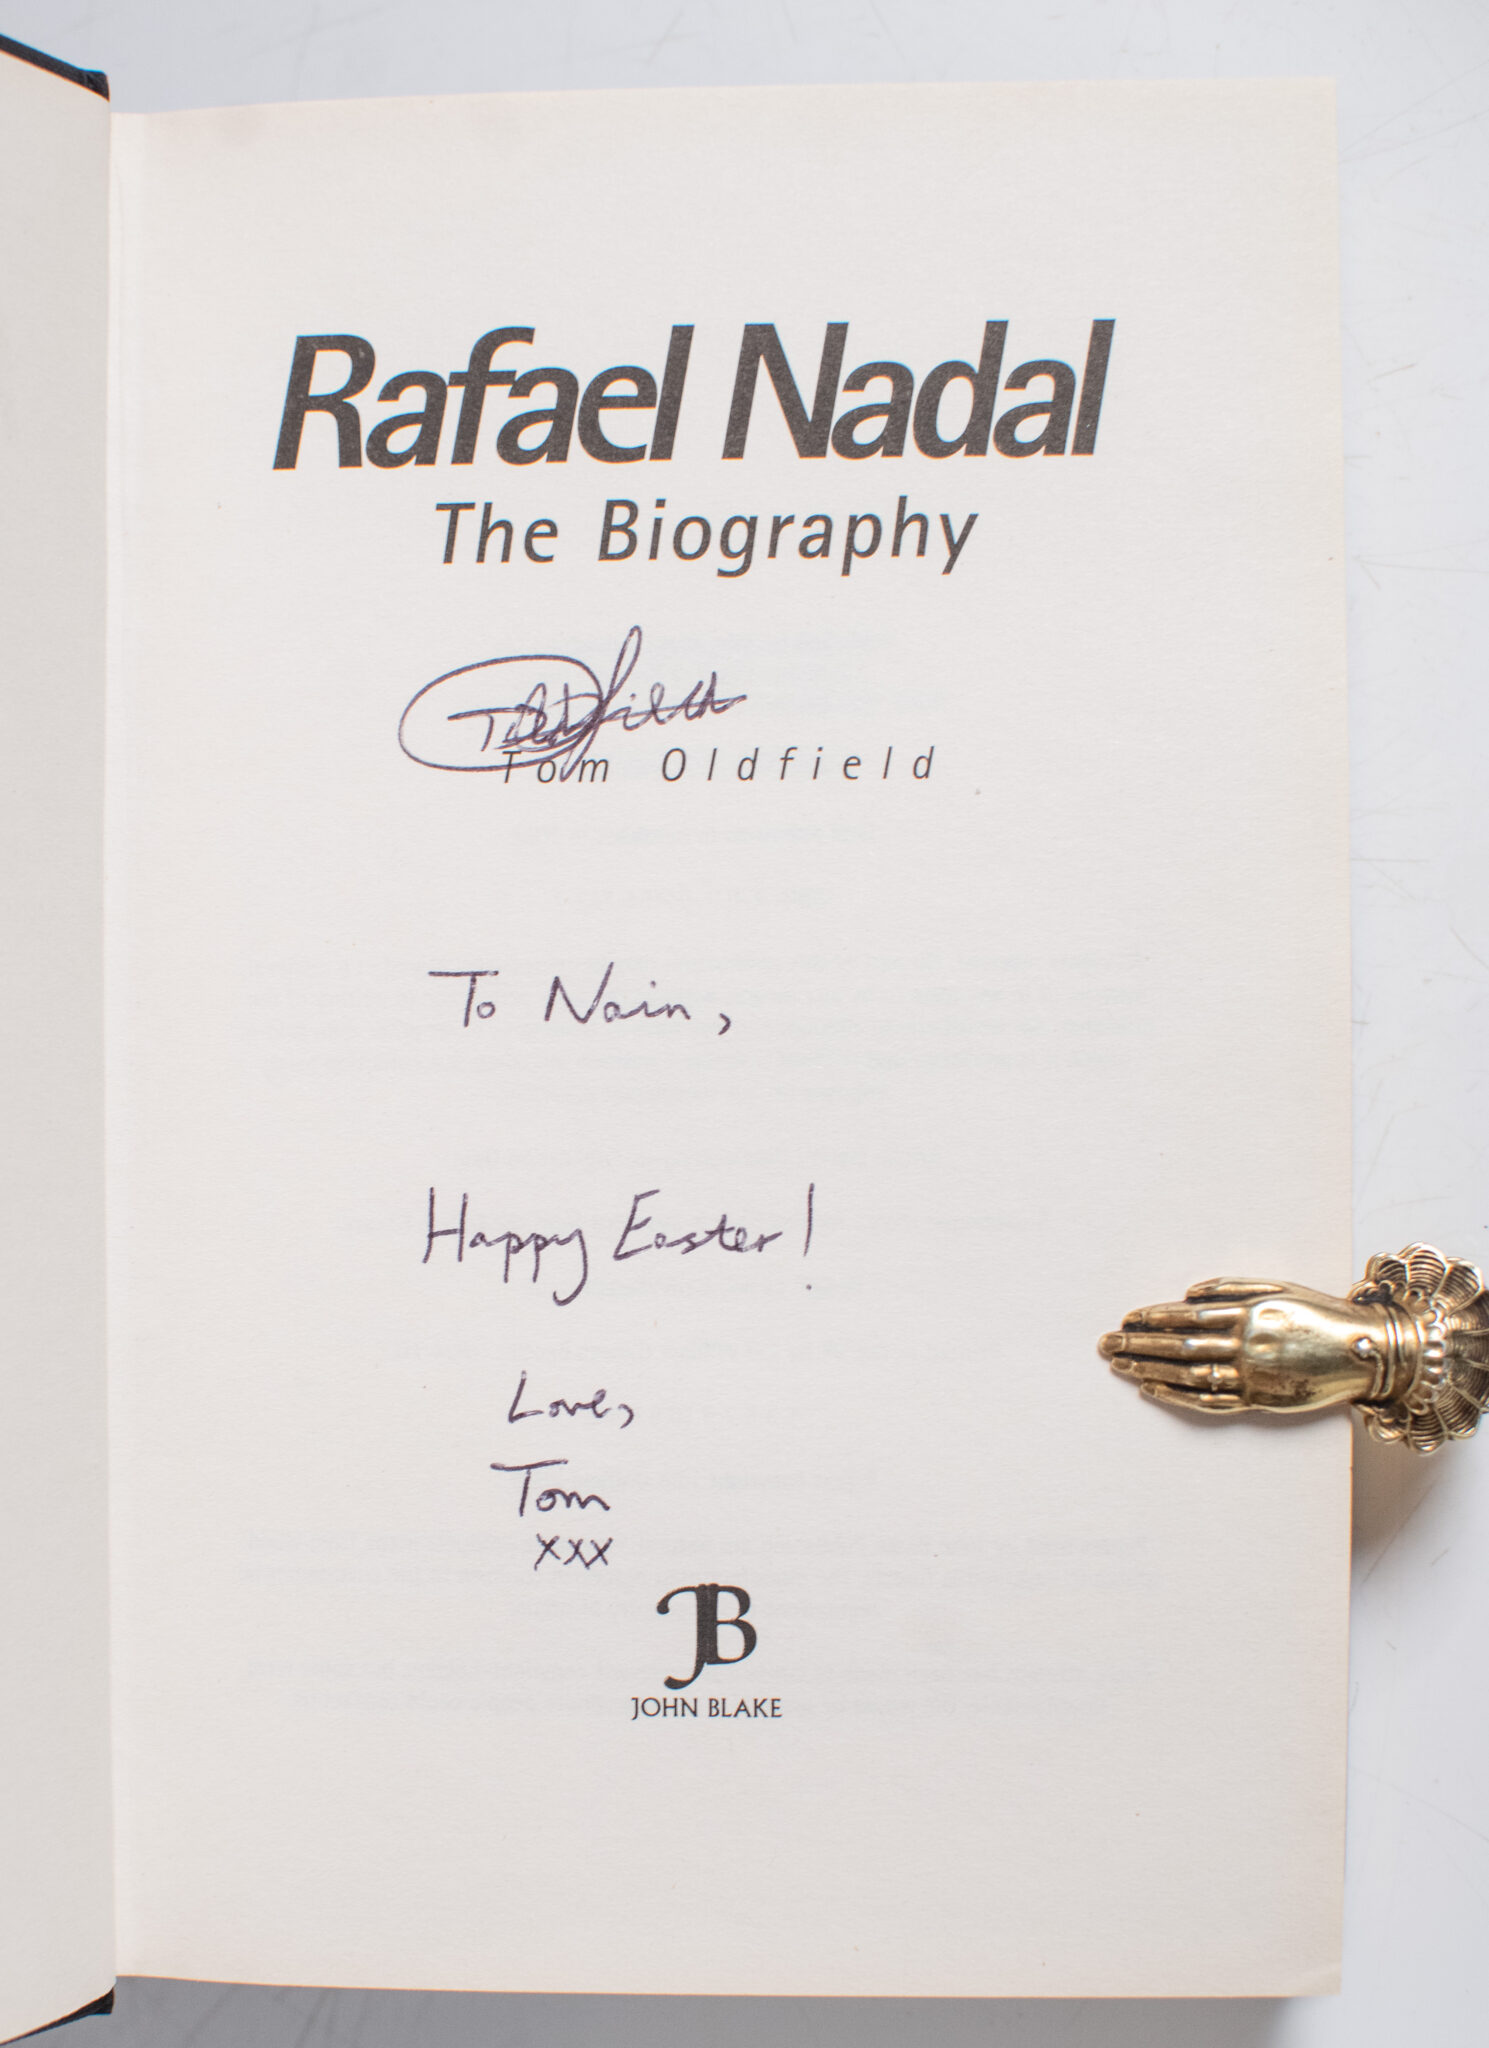 Rafael Nadal
The Biography
Tom Oldfield
To Nain,
Happy Easter!
Love,
Tom
xxx
JB
JOHN BLAKE